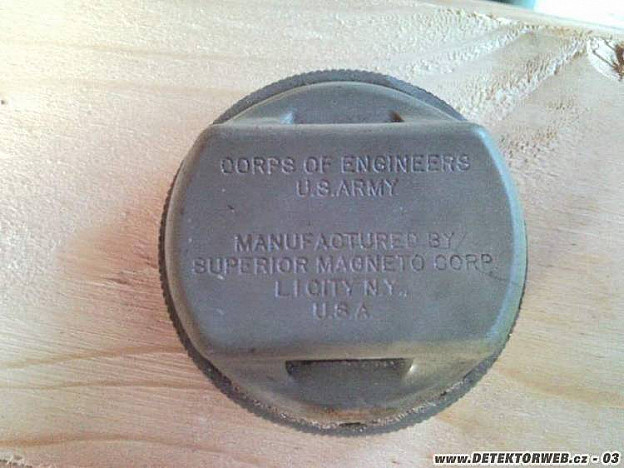 CORPS OF ENGINEERS
U.S.ARMY
MANUFACTURED BY
SUPERIOR MAGNETO CORP.
L.I CITY N.Y.,
U.S.A
www.DETEKTORWEB.cz - 03